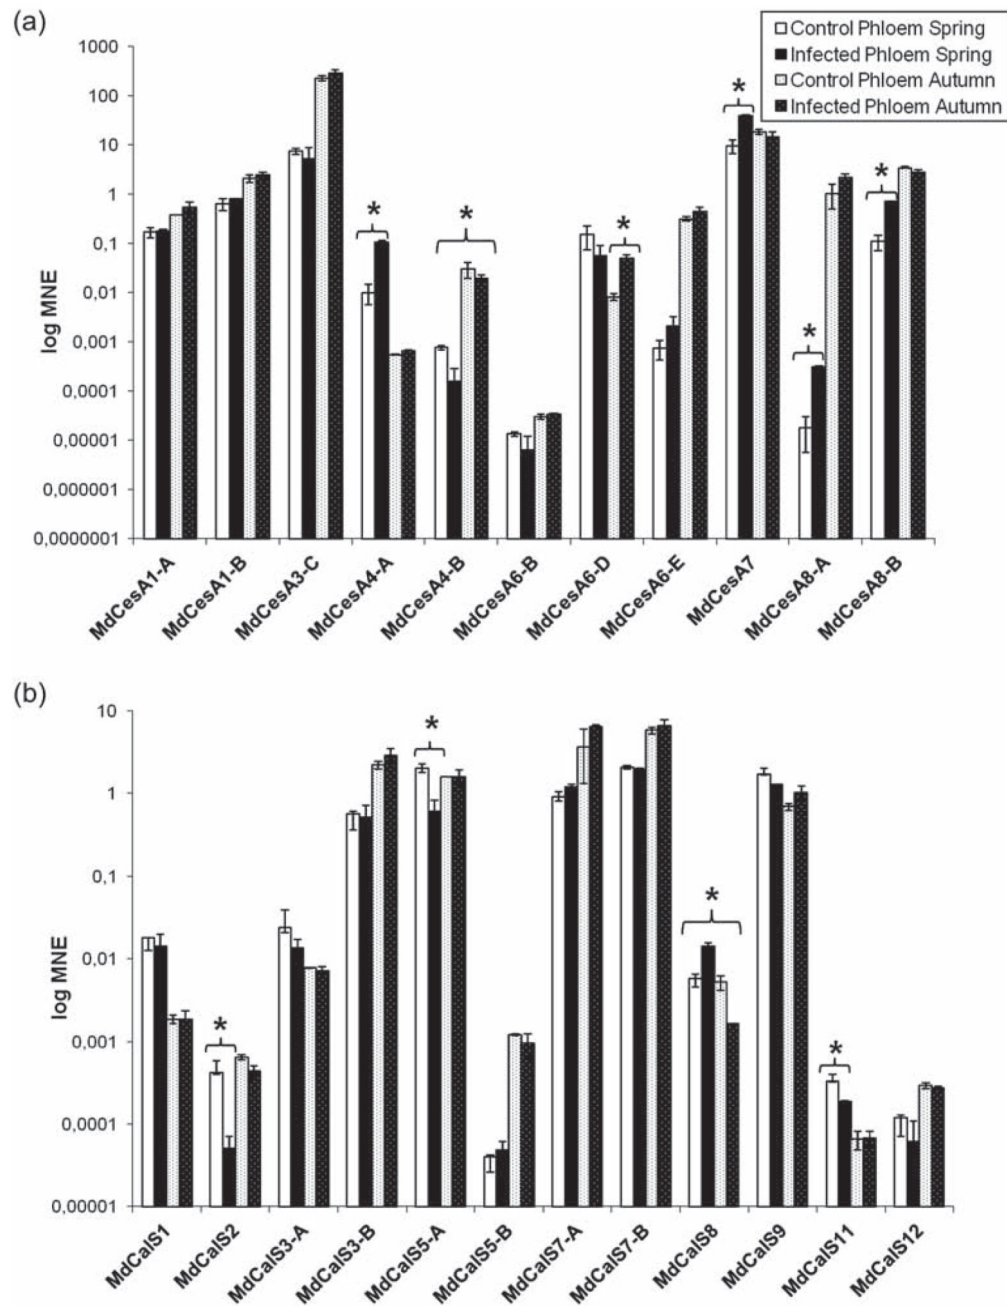 (a)
Control Phloem Spring
Infected Phloem Spring
Control Phloem Autumn
Infected Phloem Autumn
log MNE
1000
100
10
1
0,1
0,01
0,001
0,0001
0,00001
0,000001
0,0000001
*
*
*
*
*
*
MdCesA1-A
MdCesA1-B
MdCesA3-C
MdCesA4-A
MdCesA4-B
MdCesA6-B
MdCesA6-D
MdCesA6-E
MdCesA7
MdCesA8-A
MdCesA8-B
(b)
log MNE
10
1
0,1
0,01
0,001
0,0001
0,00001
*
*
*
*
MdCalS1
MdCalS2
MdCalS3-A
MdCalS3-B
MdCalS5-A
MdCalS5-B
MdCalS7-A
MdCalS7-B
MdCalS8
MdCalS9
MdCalS11
MdCalS12